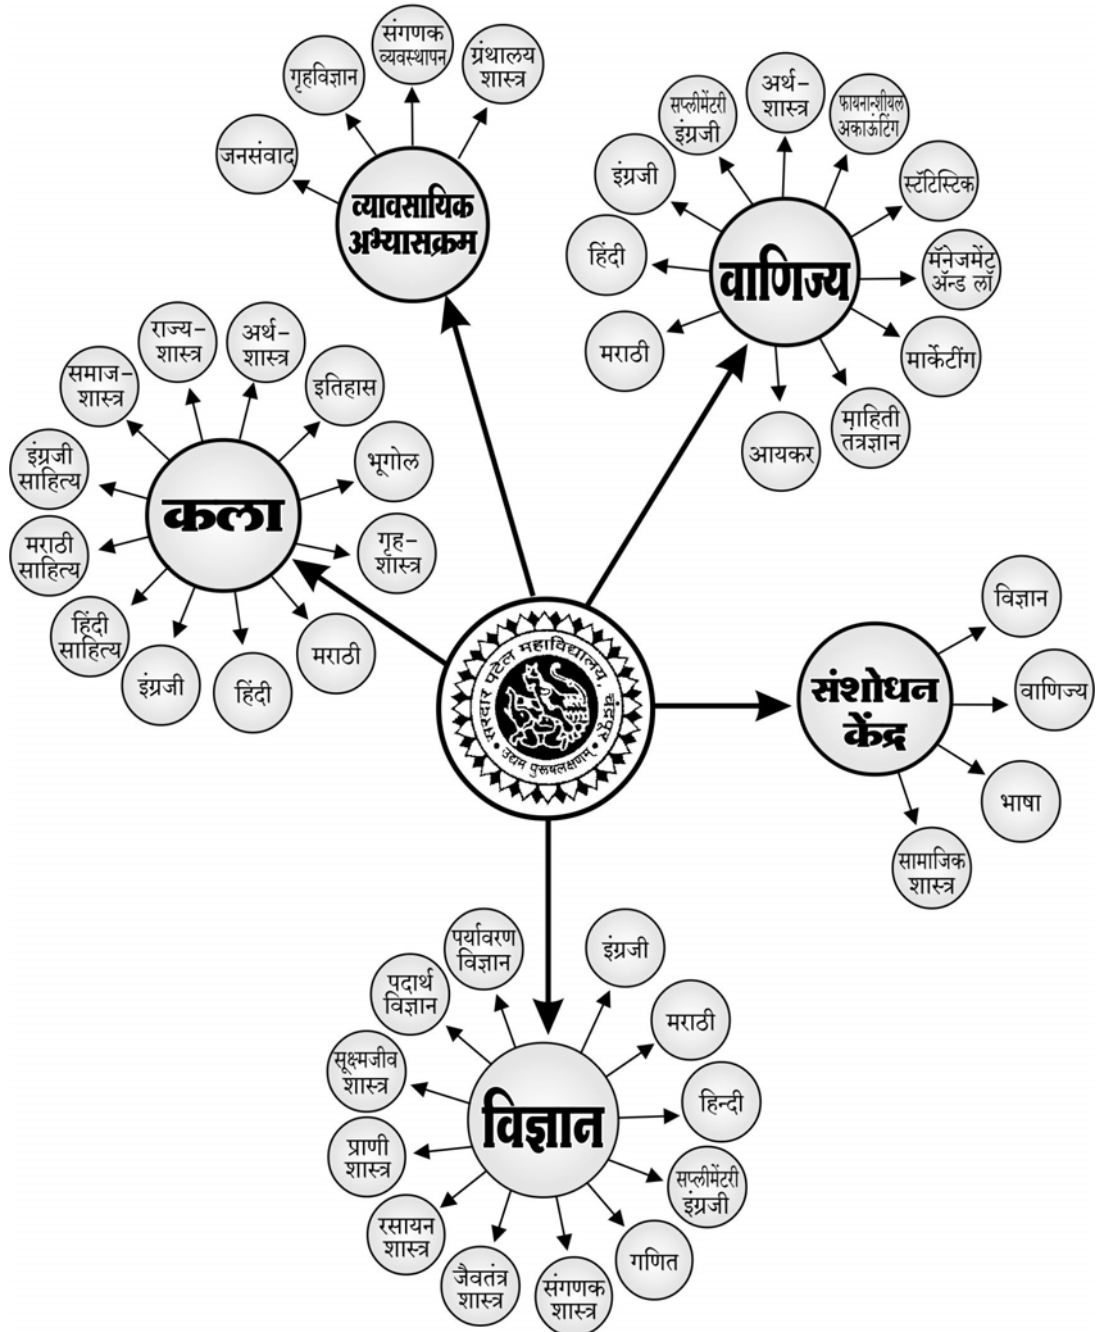 संगणक
व्यवस्थापन
ग्रंथालय
शास्त्र
गृहविज्ञान
जनसंवाद
व्यावसायिक
अभ्यासक्रम
अर्थ-
शास्त्र
सप्लीमेंटरी
इंग्रजी
फायनान्शीयल
अकाऊंटिंग
इंग्रजी
स्टॅटिस्टिक
हिंदी
वाणिज्य
मॅनेजमेंट
ॲन्ड लॉ
मराठी
मार्केटींग
आयकर
माहिती
तंत्रज्ञान
राज्य-
शास्त्र
अर्थ-
शास्त्र
समाज-
शास्त्र
इतिहास
इंग्रजी
साहित्य
भूगोल
कला
मराठी
साहित्य
गृह-
शास्त्र
हिंदी
साहित्य
मराठी
इंग्रजी
हिंदी
सरदार पटेल महाविद्यालय, चंद्रपूर
उद्यम पुरूषलक्षणम्
विज्ञान
संशोधन
केंद्र
वाणिज्य
भाषा
सामाजिक
शास्त्र
पर्यावरण
विज्ञान
इंग्रजी
पदार्थ
विज्ञान
मराठी
सूक्ष्मजीव
शास्त्र
हिन्दी
विज्ञान
प्राणी
शास्त्र
सप्लीमेंटरी
इंग्रजी
रसायन
शास्त्र
गणित
जैवतंत्र
शास्त्र
संगणक
शास्त्र